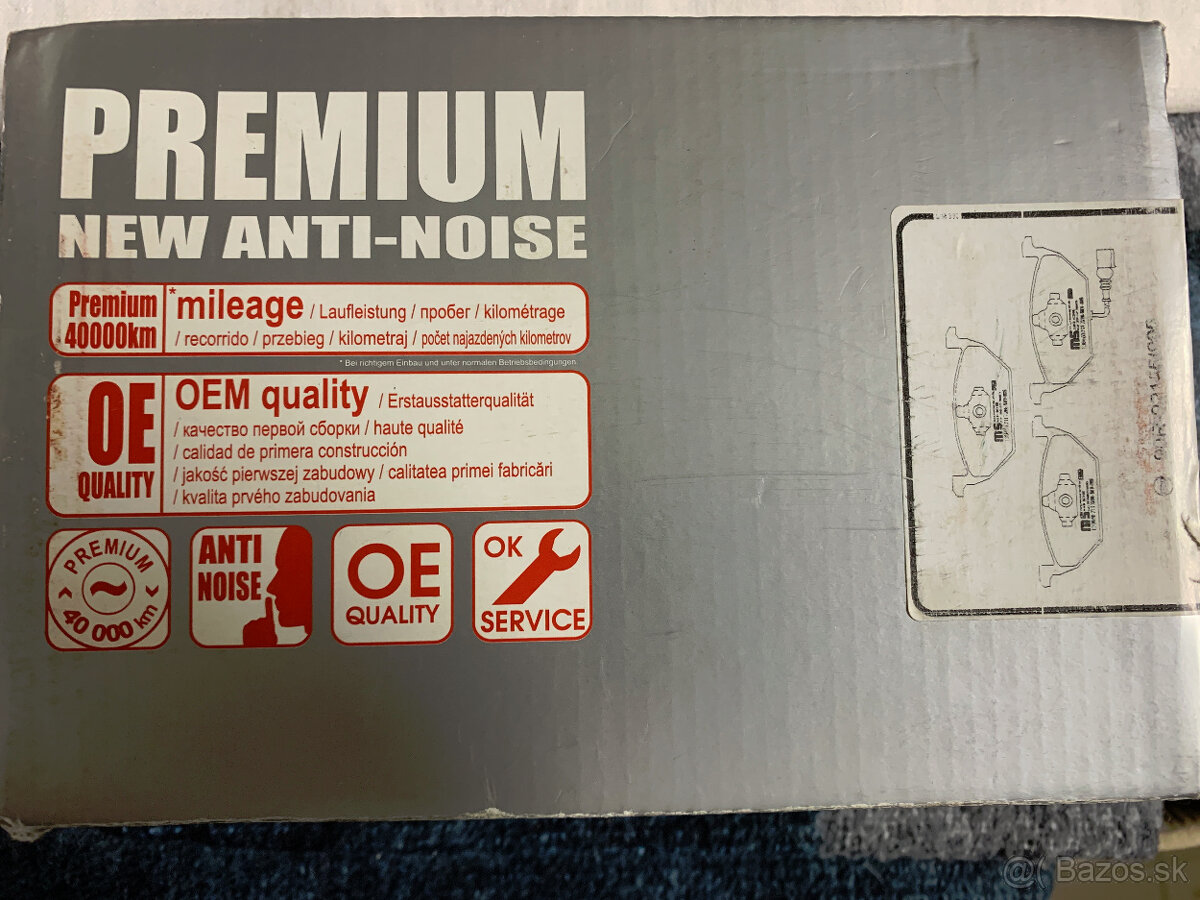 PREMIUM
NEW ANTI-NOISE
Premium
40000km
*mileage / Laufleistung / пробег / kilométrage
/ recorrido / przebieg / kilometraj / počet najazdených kilometrov
* Bei richtigem Einbau und unter normalen Betriebsbedingungen.
OE
QUALITY
OEM quality / Erstausstatterqualität
/ качество первой сборки / haute qualité
/ calidad de primera construcción
/ jakość pierwszej zabudowy / calitatea primei fabricări
/ kvalita prvého zabudovania
PREMIUM
40 000 km
ANTI
NOISE
OE
QUALITY
OK
SERVICE
ms
ms
ms
@( Bazos.sk